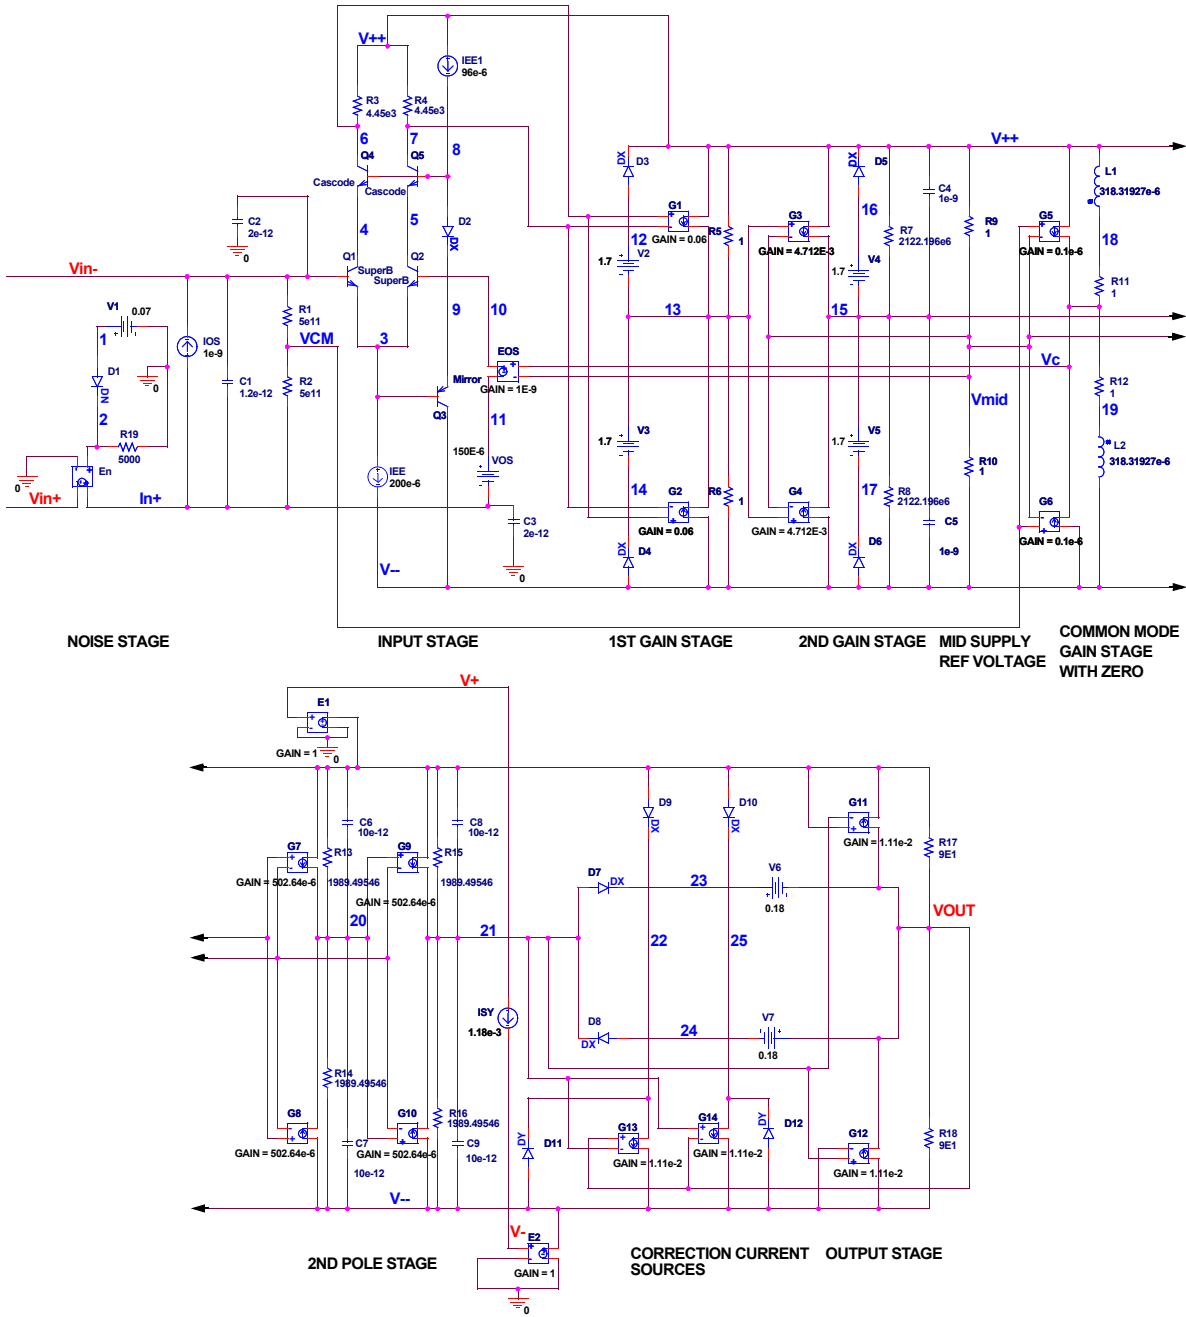 V++
IEE1
96e-6
R3
4.45e3
R4
4.45e3
6
7
8
Q4
Q5
Cascode
Cascode
C2
2e-12
0
4
5
D2
DX
Vin-
Q1
SuperB
Q2
SuperB
V1
0.07
1
D1
DN
2
0
R19
5000
En
0
Vin+
In+
IOS
1e-9
C1
1.2e-12
R1
5e11
VCM
R2
5e11
3
9
10
EOS
GAIN = 1E-9
Mirror
Q3
11
150E-6
VOS
IEE
200e-6
C3
2e-12
0
V--
V++
DX
D3
12
1.7
V2
G1
GAIN = 0.06
R5
1
13
1.7
V3
14
G2
GAIN = 0.06
R6
1
DX
D4
G3
GAIN = 4.712E-3
DX
D5
16
1.7
V4
R7
2122.196e6
C4
1e-9
R9
1
15
G4
GAIN = 4.712E-3
1.7
V5
17
R8
2122.196e6
C5
1e-9
DX
D6
Vmid
R10
1
G5
GAIN = 0.1e-6
L1
318.31927e-6
18
R11
1
Vc
R12
1
19
L2
318.31927e-6
G6
GAIN = 0.1e-6
NOISE STAGE
INPUT STAGE
1ST GAIN STAGE
2ND GAIN STAGE
MID SUPPLY
REF VOLTAGE
COMMON MODE
GAIN STAGE
WITH ZERO
V+
E1
GAIN = 1
0
C6
10e-12
C8
10e-12
G7
GAIN = 502.64e-6
R13
1989.49546
G9
GAIN = 502.64e-6
R15
1989.49546
20
21
R14
1989.49546
R16
1989.49546
G8
GAIN = 502.64e-6
C7
10e-12
G10
GAIN = 502.64e-6
C9
10e-12
V--
ISY
1.18e-3
V-
E2
GAIN = 1
0
D9
DX
D10
DX
D7
DX
23
V6
0.18
22
25
D8
DX
24
V7
0.18
G11
GAIN = 1.11e-2
R17
9E1
VOUT
DY
D11
G13
GAIN = 1.11e-2
G14
GAIN = 1.11e-2
DY
D12
G12
GAIN = 1.11e-2
R18
9E1
2ND POLE STAGE
CORRECTION CURRENT
SOURCES
OUTPUT STAGE